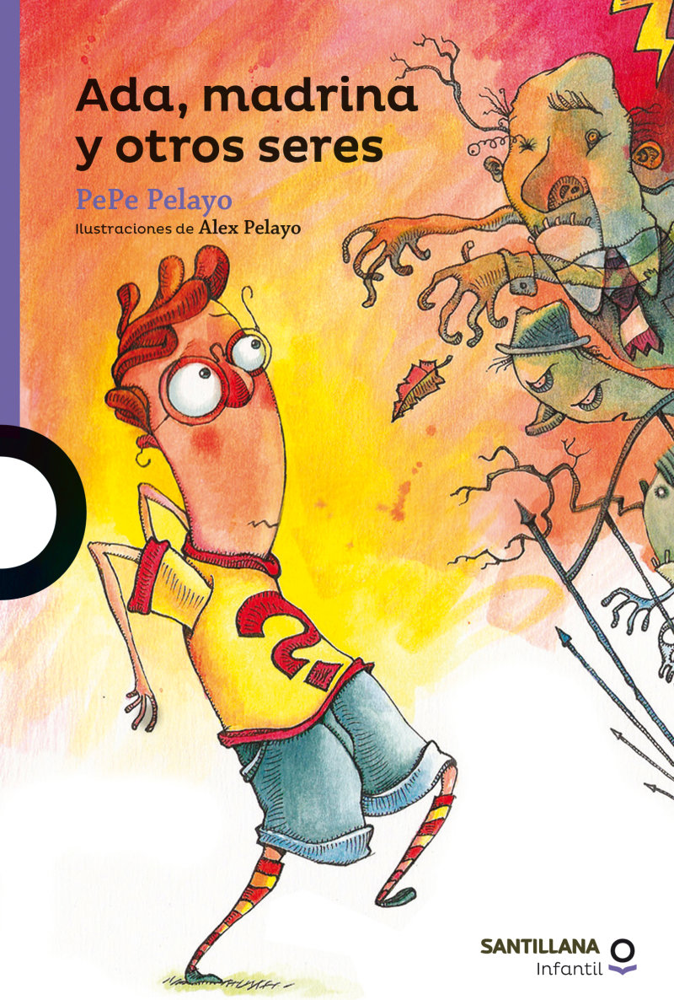 Ada, madrina
y otros seres
PePe Pelayo
Ilustraciones de Alex Pelayo
?
SANTILLANA
Infantil